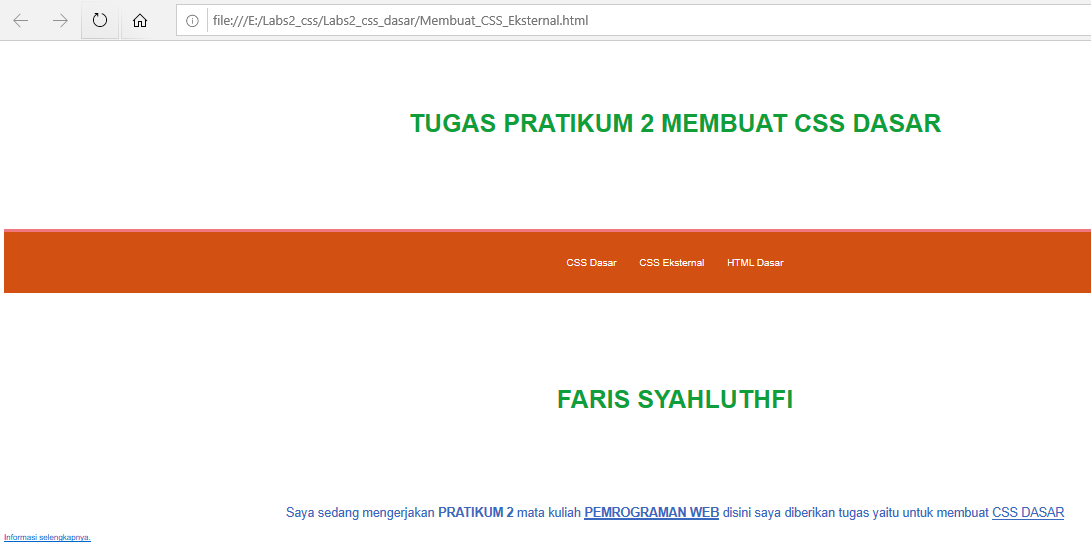 file:///E:/Labs2_css/Labs2_css_dasar/Membuat_CSS_Eksternal.html
TUGAS PRATIKUM 2 MEMBUAT CSS DASAR
CSS Dasar CSS Eksternal HTML Dasar
FARIS SYAHLUTHFI
Saya sedang mengerjakan PRATIKUM 2 mata kuliah PEMROGRAMAN WEB disini saya diberikan tugas yaitu untuk membuat CSS DASAR
Informasi selengkapnya.